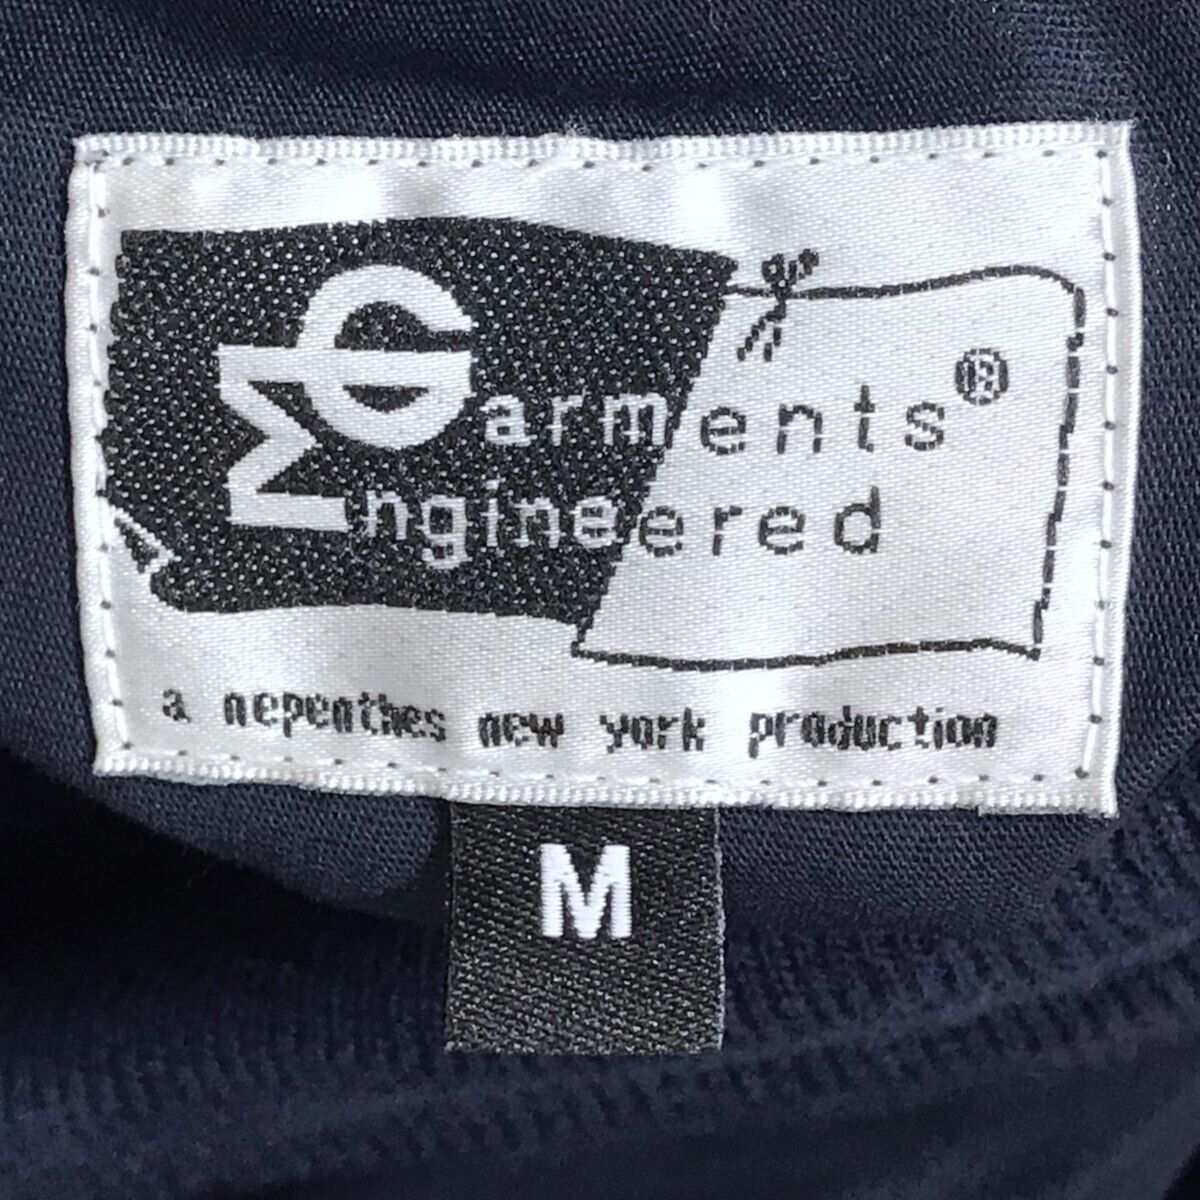 Garments®
Engineered
a nepenthes new york production
M